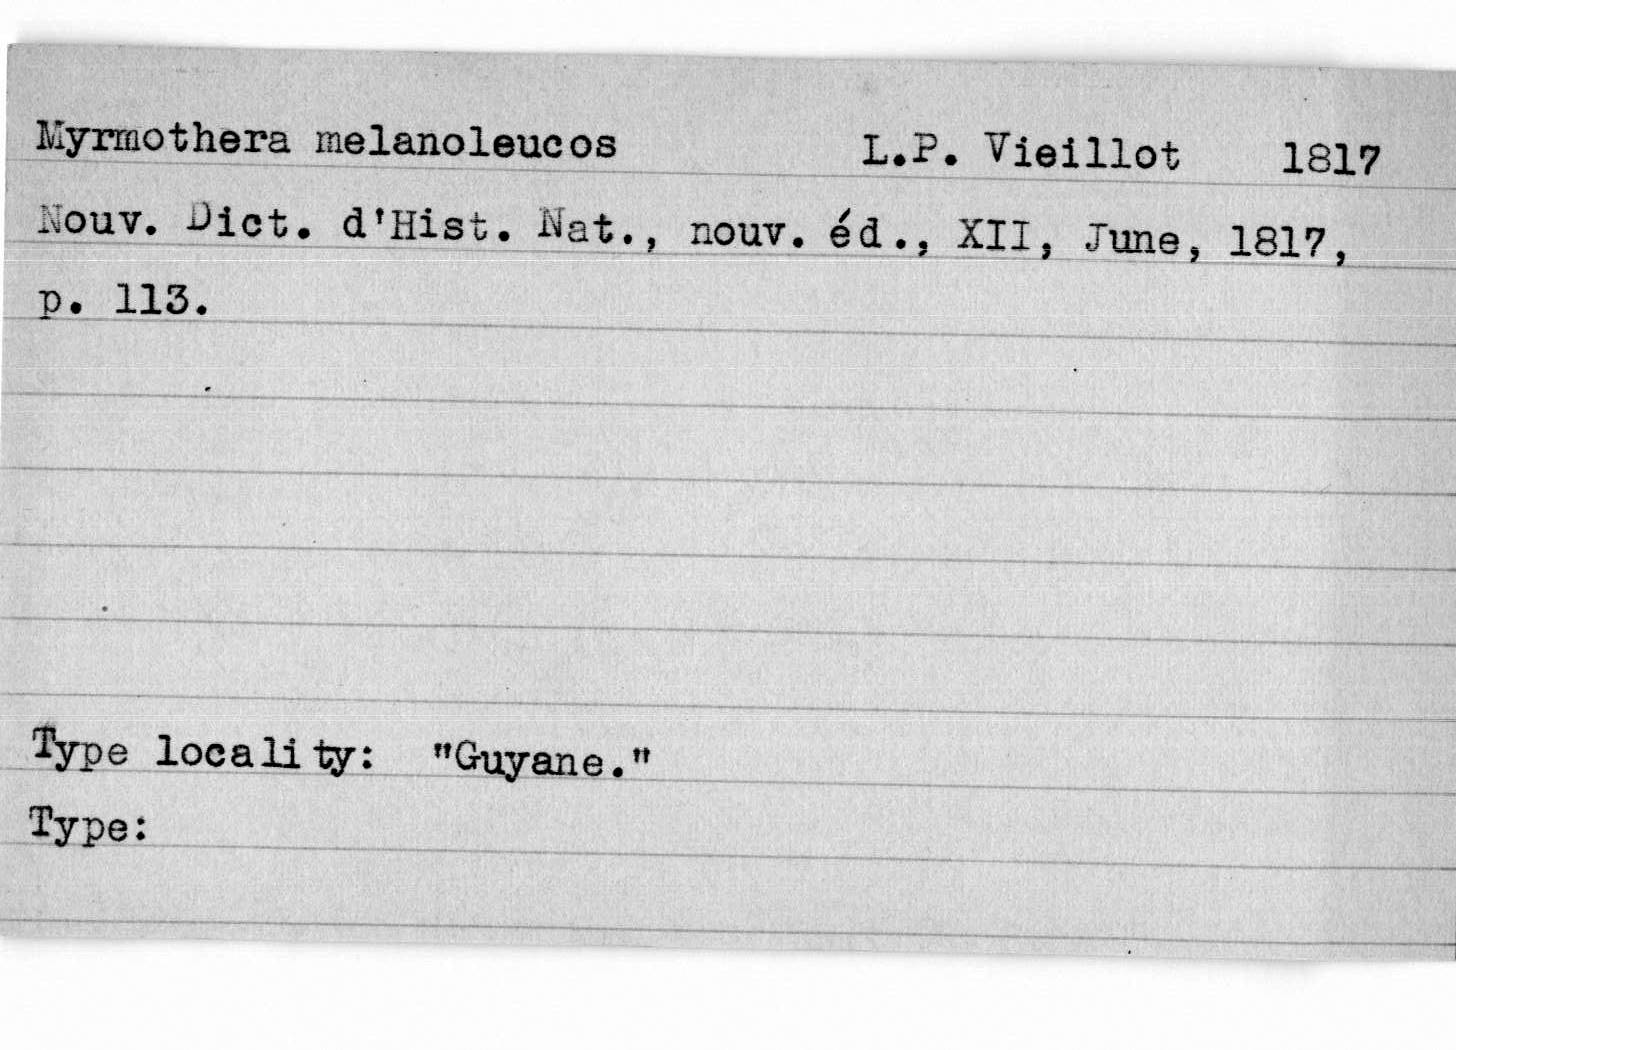 Myrmothera melanoleucos L.P. Vieillot 1817
Nouv. Dict. d'Hist. Nat., nouv. éd., XII, June, 1817,
p. 113.
Type locality: "Guyane."
Type: